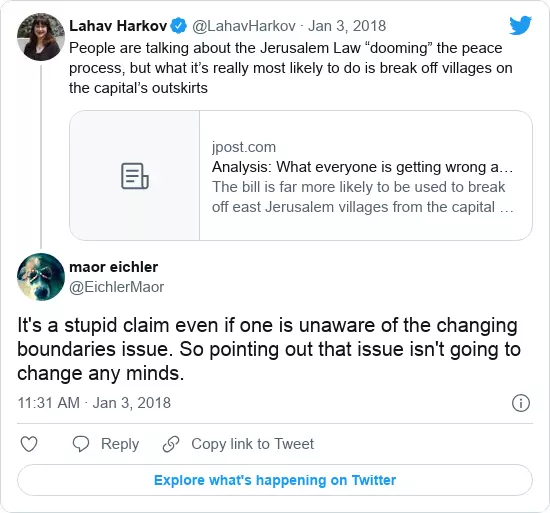 Lahav Harkov @LahavHarkov · Jan 3, 2018
People are talking about the Jerusalem Law “dooming” the peace
process, but what it’s really most likely to do is break off villages on
the capital’s outskirts
jpost.com
Analysis: What everyone is getting wrong a…
The bill is far more likely to be used to break
off east Jerusalem villages from the capital …
maor eichler
@EichlerMaor
It's a stupid claim even if one is unaware of the changing
boundaries issue. So pointing out that issue isn't going to
change any minds.
11:31 AM · Jan 3, 2018
Reply Copy link to Tweet
Explore what's happening on Twitter